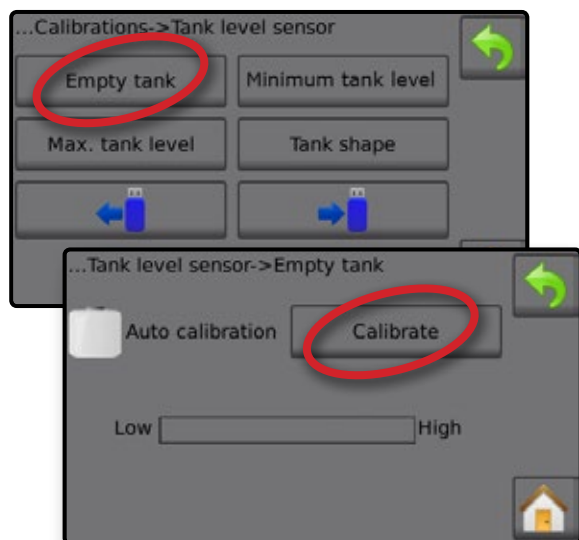 ...Calibrations->Tank level sensor
Empty tank
Minimum tank level
Max. tank level
Tank shape
...Tank level sensor->Empty tank
Auto calibration
Calibrate
Low
High